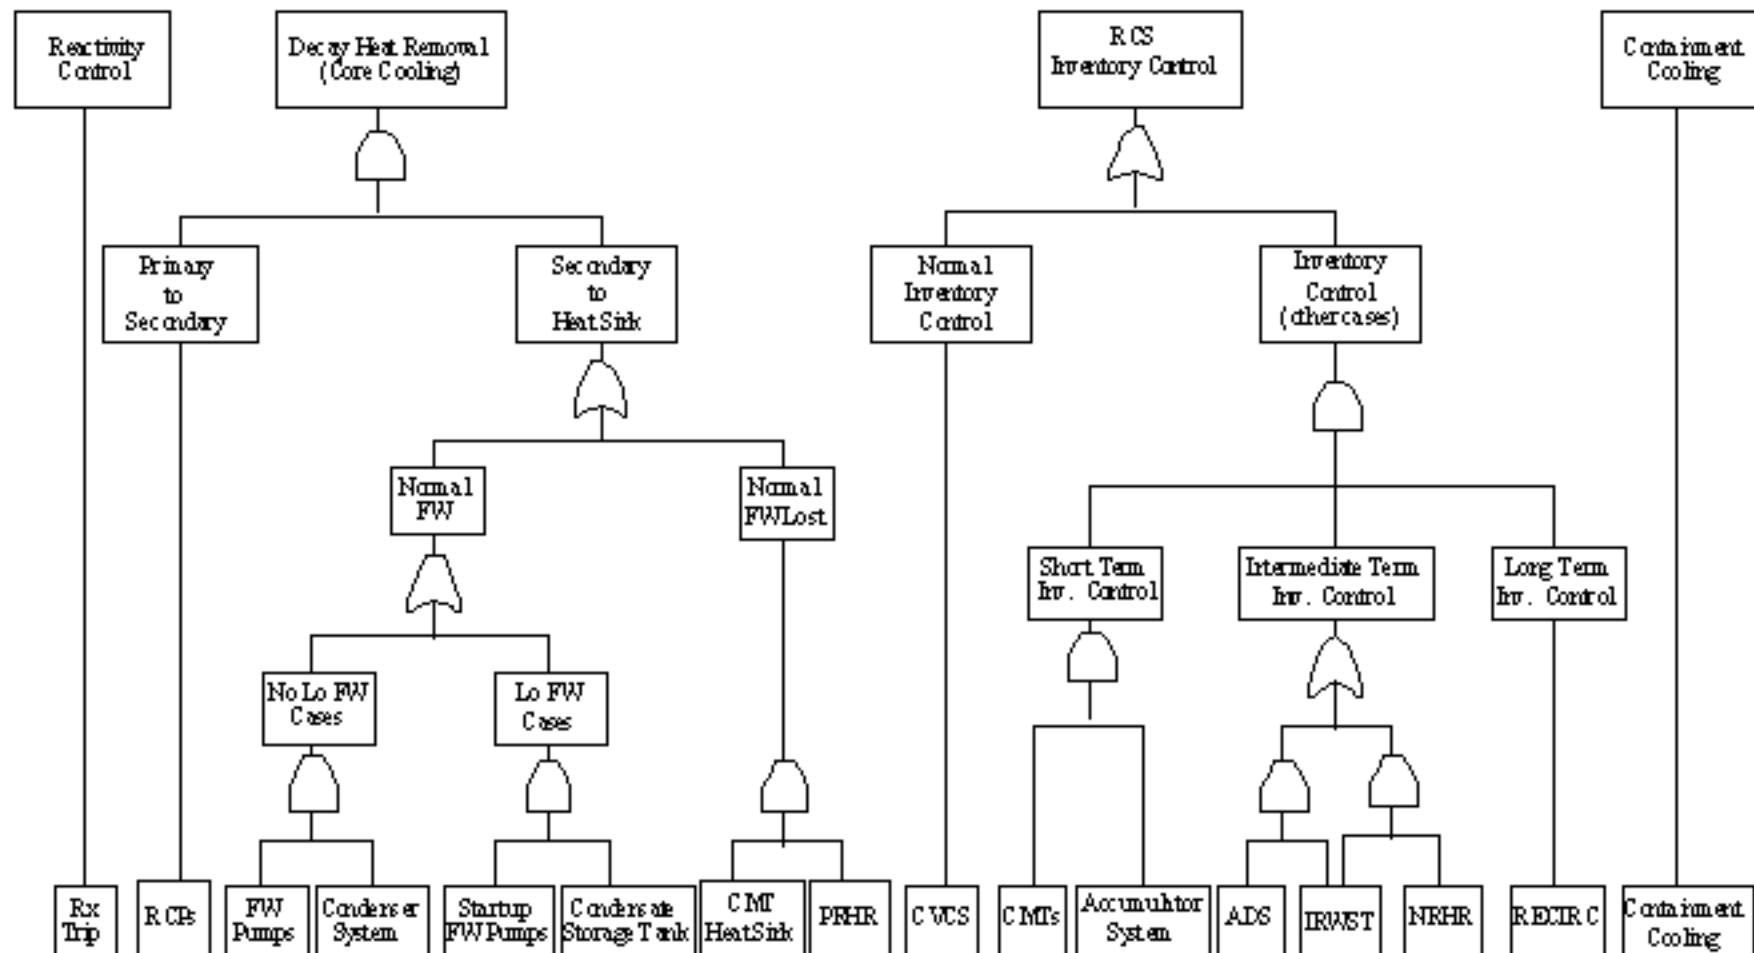 Reactivity
Control
Decay Heat Removal
(Core Cooling)
RCS
Inventory Control
Containment
Cooling
Primary
to
Secondary
Secondary
to
Heat Sink
Normal
Inventory
Control
Inventory
Control
(other cases)
Normal
FW
Normal
FW Lost
Short Term
Inv. Control
Intermediate Term
Inv. Control
Long Term
Inv. Control
No Lo FW
Cases
Lo FW
Cases
Rx
Trip
RCPs
FW
Pumps
Condenser
System
Startup
FW Pumps
Condensate
Storage Tank
CMT
Heat Sink
PRHR
CVCS
CMTs
Accumulator
System
ADS
IRWST
NRHR
RECIRC
Containment
Cooling